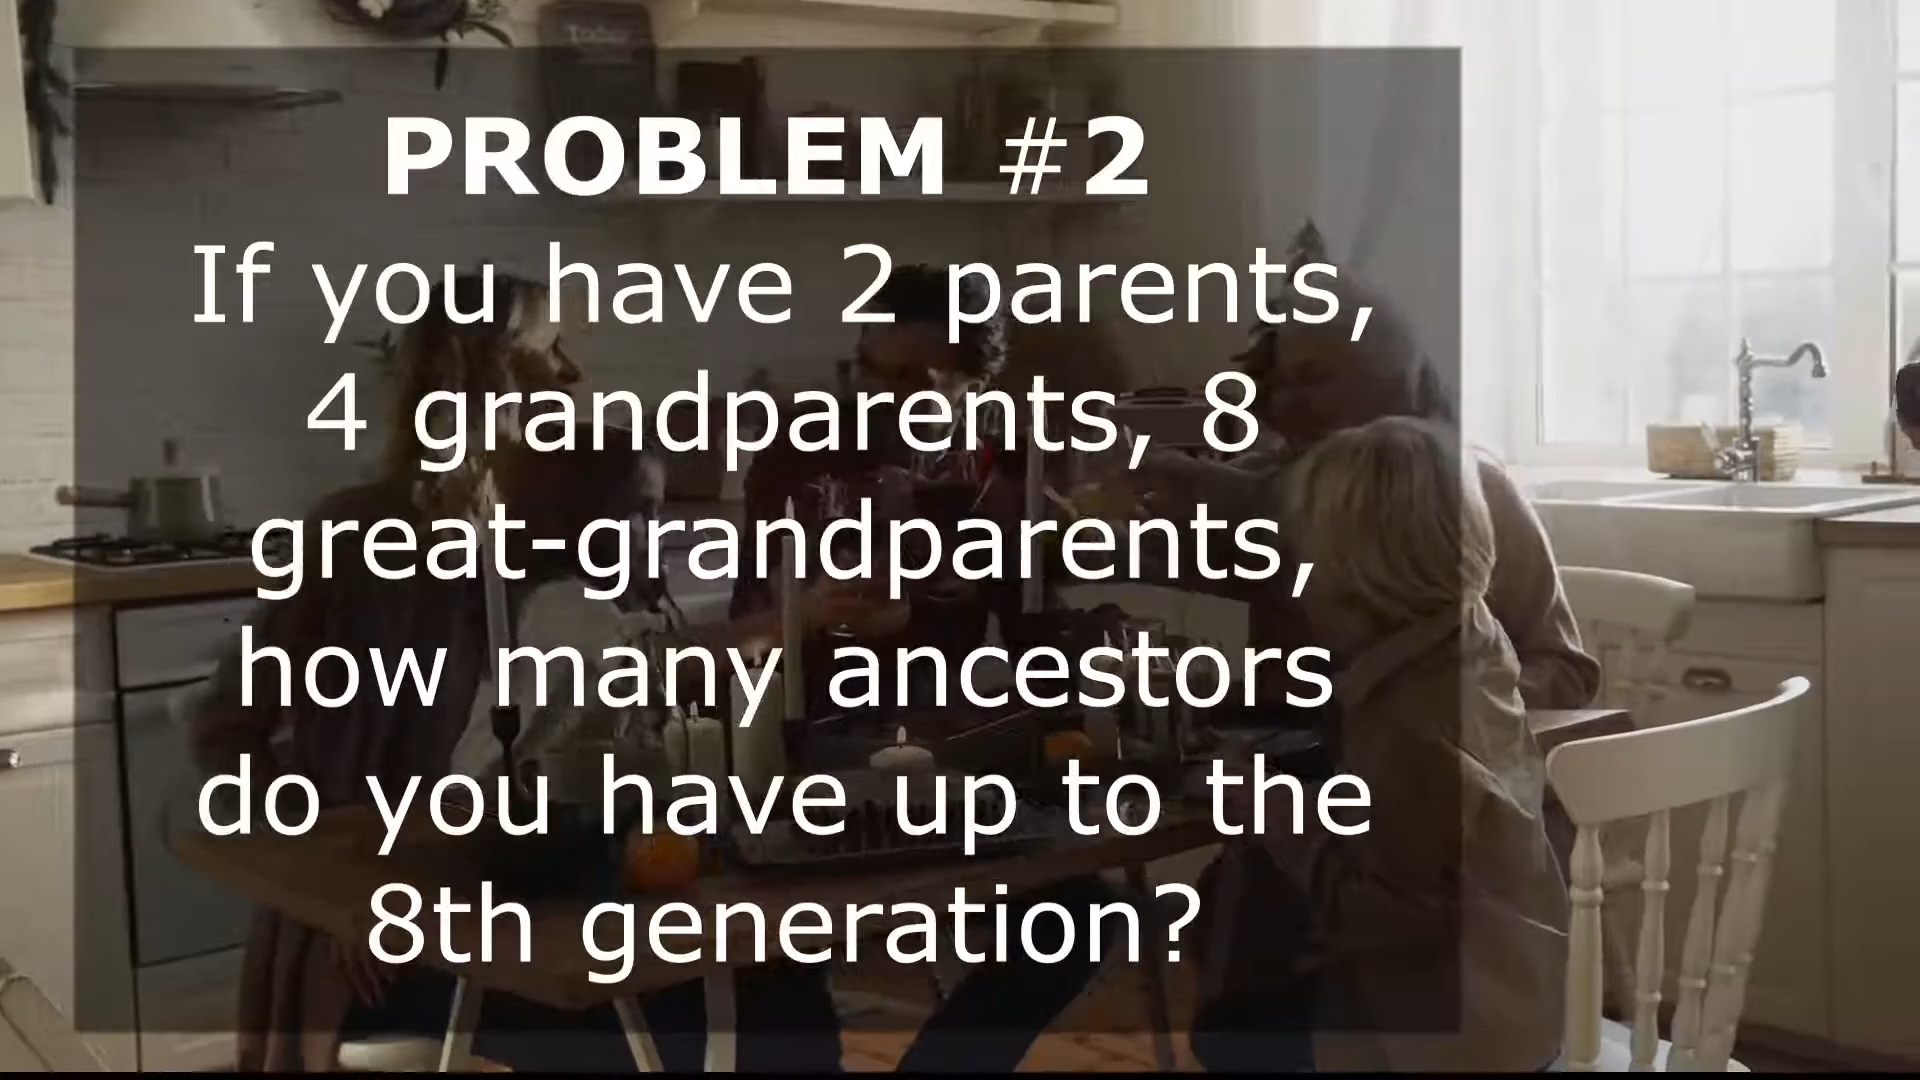 PROBLEM #2
If you have 2 parents,
4 grandparents, 8
great-grandparents,
how many ancestors
do you have up to the
8th generation?